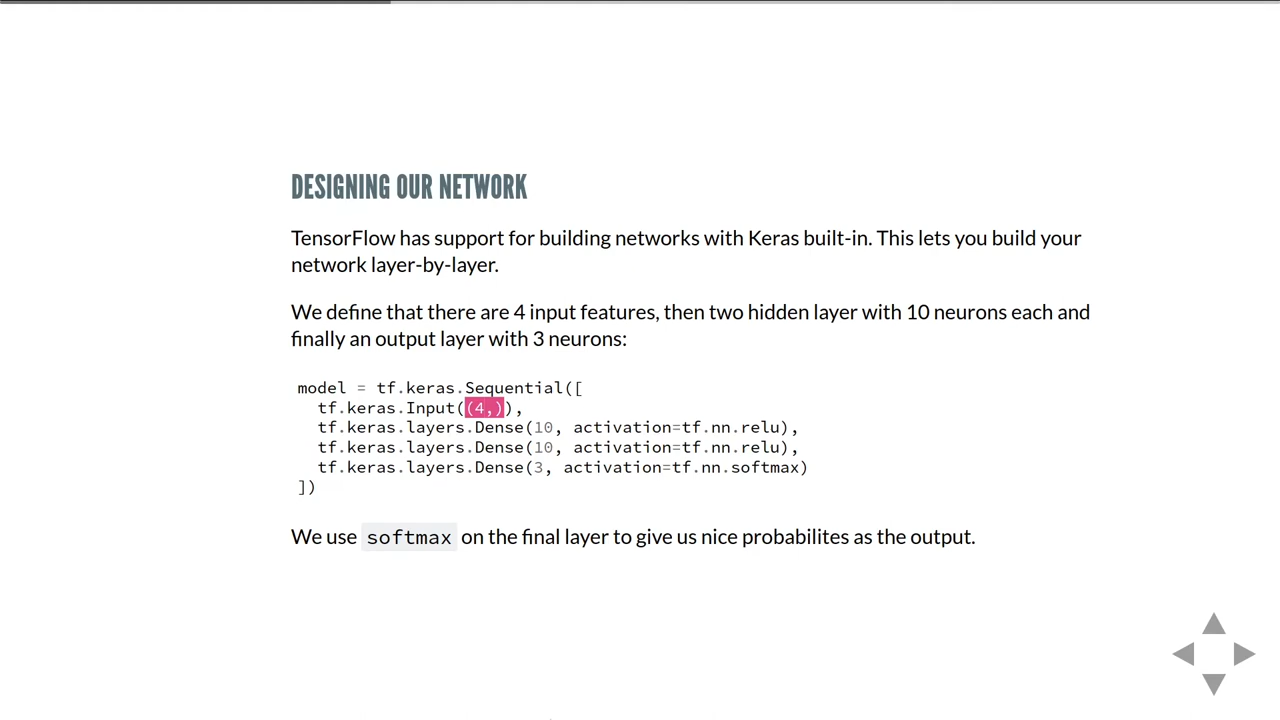 DESIGNING OUR NETWORK
TensorFlow has support for building networks with Keras built-in. This lets you build your
network layer-by-layer.
We define that there are 4 input features, then two hidden layer with 10 neurons each and
finally an output layer with 3 neurons:
model = tf.keras.Sequential([
  tf.keras.Input((4,)),
  tf.keras.layers.Dense(10, activation=tf.nn.relu),
  tf.keras.layers.Dense(10, activation=tf.nn.relu),
  tf.keras.layers.Dense(3, activation=tf.nn.softmax)
])
We use softmax on the final layer to give us nice probabilites as the output.